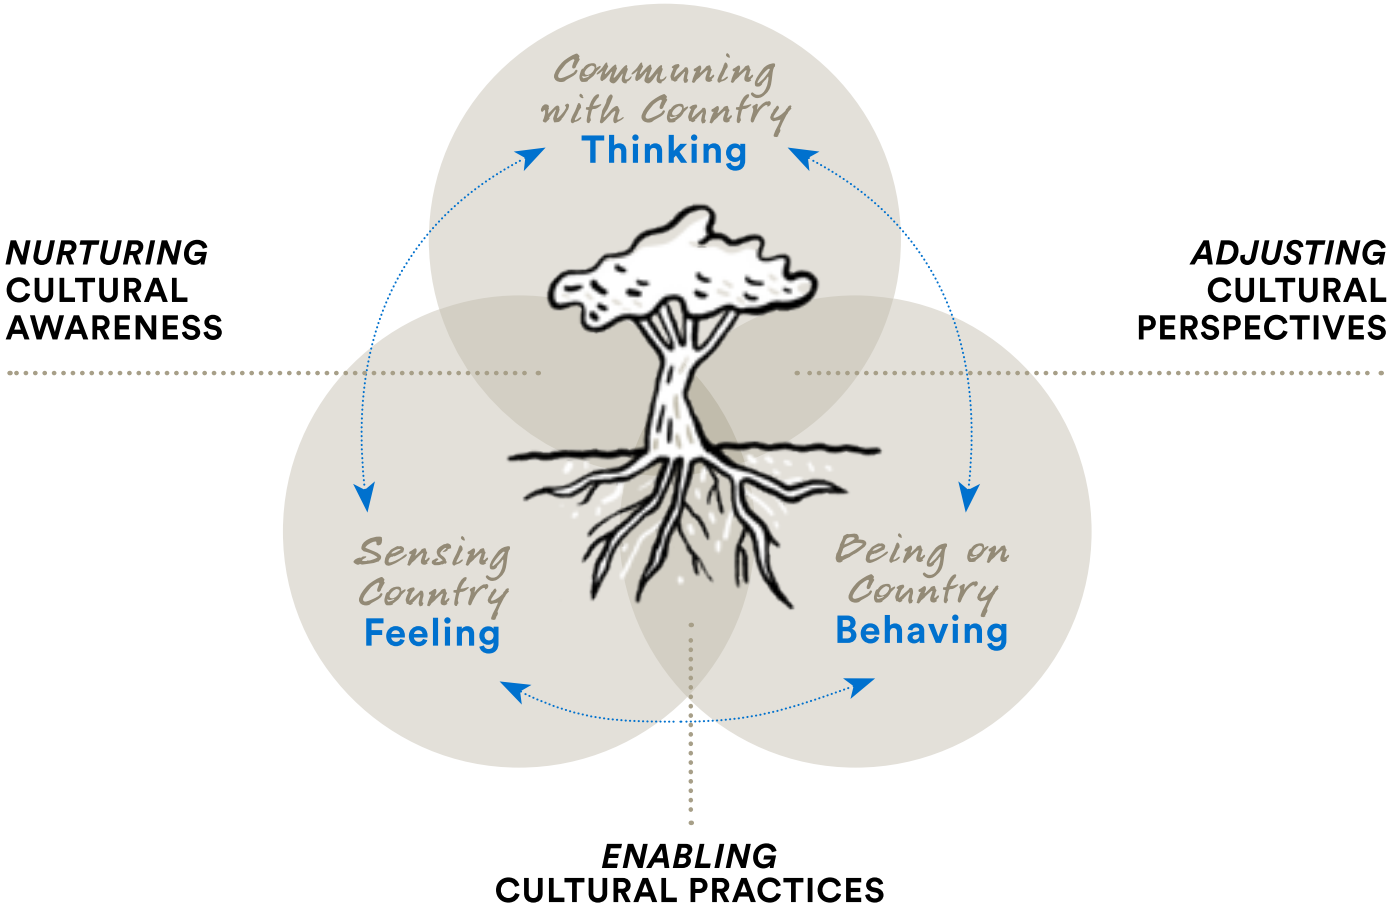 Communing
with Country
Thinking
NURTURING
CULTURAL
AWARENESS
ADJUSTING
CULTURAL
PERSPECTIVES
Sensing
Country
Feeling
Being on
Country
Behaving
ENABLING
CULTURAL PRACTICES